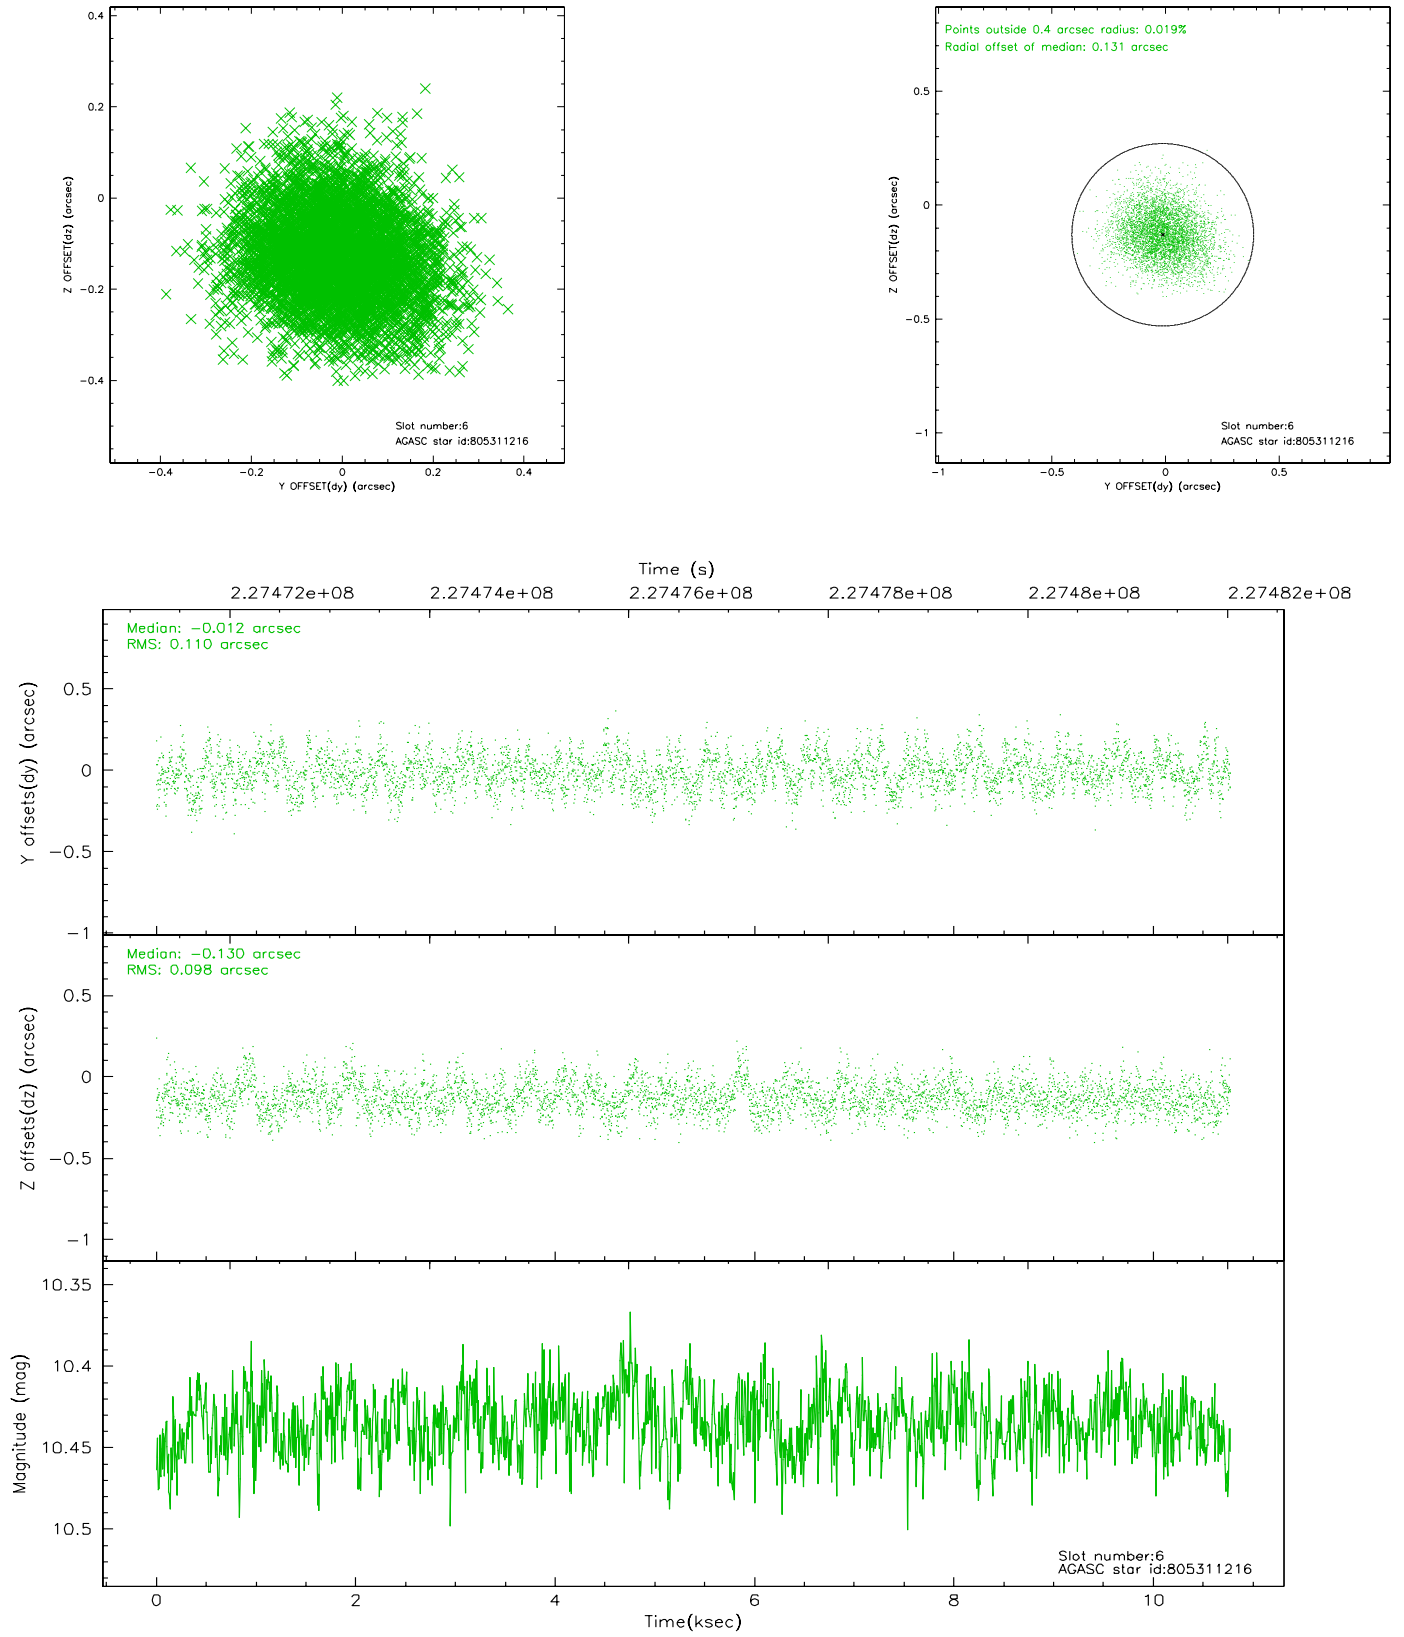 0.4
0.2
0
−0.2
−0.4
Z OFFSET(dz) (arcsec)
−0.4 −0.2 0 0.2 0.4
Y OFFSET(dy) (arcsec)
Slot number:6
AGASC star id:805311216
Points outside 0.4 arcsec radius: 0.019%
Radial offset of median: 0.131 arcsec
0.5
0
−0.5
−1
Z OFFSET(dz) (arcsec)
−1 −0.5 0 0.5
Y OFFSET(dy) (arcsec)
Slot number:6
AGASC star id:805311216
Time (s)
2.27472e+08 2.27474e+08 2.27476e+08 2.27478e+08 2.2748e+08 2.27482e+08
Median: −0.012 arcsec
RMS: 0.110 arcsec
0.5
0
−0.5
−1
Y offsets(dy) (arcsec)
Median: −0.130 arcsec
RMS: 0.098 arcsec
0.5
0
−0.5
−1
Z offsets(dz) (arcsec)
10.35
10.4
10.45
10.5
Magnitude (mag)
Slot number:6
AGASC star id:805311216
0 2 4 6 8 10
Time(ksec)